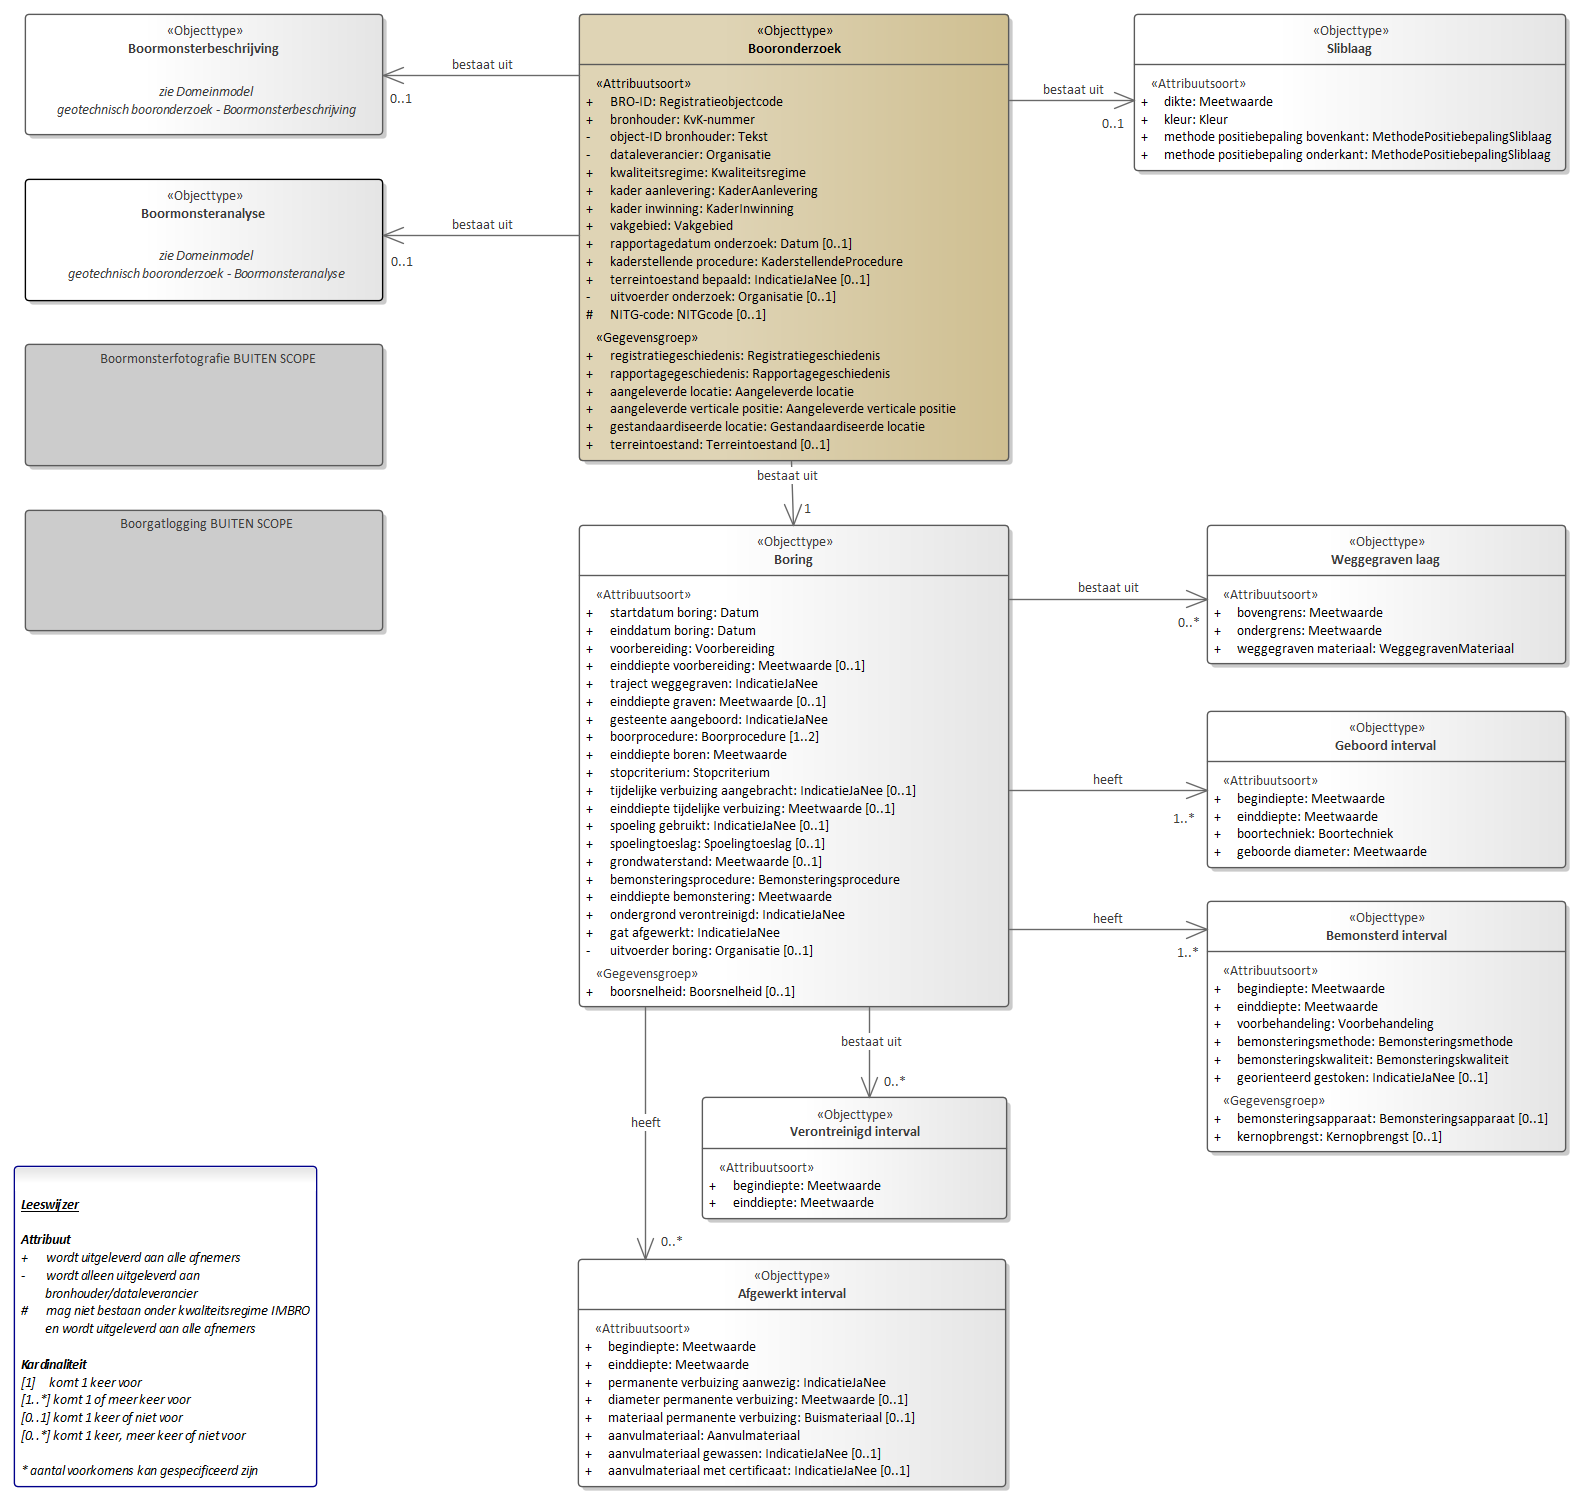 «Objecttype»
Boormonsterbeschrijving
zie Domeinmodel
geotechnisch booronderzoek - Boormonsterbeschrijving
bestaat uit
0..1
«Objecttype»
Boormonsteranalyse
zie Domeinmodel
geotechnisch booronderzoek - Boormonsteranalyse
bestaat uit
0..1
Boormonsterfotografie BUITEN SCOPE
Boorgatlogging BUITEN SCOPE
«Objecttype»
Booronderzoek
«Attribuutsoort»
+ BRO-ID: Registratieobjectcode
+ bronhouder: KvK-nummer
- object-ID bronhouder: Tekst
- dataleverancier: Organisatie
+ kwaliteitsregime: Kwaliteitsregime
+ kader aanlevering: KaderAanlevering
+ kader inwinning: KaderInwinning
+ vakgebied: Vakgebied
+ rapportagedatum onderzoek: Datum [0..1]
+ kaderstellende procedure: KaderstellendeProcedure
+ terreintoestand bepaald: IndicatieJaNee [0..1]
- uitvoerder onderzoek: Organisatie [0..1]
# NITG-code: NITGcode [0..1]
«Gegevensgroep»
+ registratiegeschiedenis: Registratiegeschiedenis
+ rapportagegeschiedenis: Rapportagegeschiedenis
+ aangeleverde locatie: Aangeleverde locatie
+ aangeleverde verticale positie: Aangeleverde verticale positie
+ gestandaardiseerde locatie: Gestandaardiseerde locatie
+ terreintoestand: Terreintoestand [0..1]
bestaat uit
0..1
«Objecttype»
Sliblaag
«Attribuutsoort»
+ dikte: Meetwaarde
+ kleur: Kleur
+ methode positiebepaling bovenkant: MethodePositiebepalingSliblaag
+ methode positiebepaling onderkant: MethodePositiebepalingSliblaag
bestaat uit
1
«Objecttype»
Boring
«Attribuutsoort»
+ startdatum boring: Datum
+ einddatum boring: Datum
+ voorbereiding: Voorbereiding
+ einddiepte voorbereiding: Meetwaarde [0..1]
+ traject weggegraven: IndicatieJaNee
+ einddiepte graven: Meetwaarde [0..1]
+ gesteente aangeboord: IndicatieJaNee
+ boorprocedure: Boorprocedure [1..2]
+ einddiepte boren: Meetwaarde
+ stopcriterium: Stopcriterium
+ tijdelijke verbuizing aangebracht: IndicatieJaNee [0..1]
+ einddiepte tijdelijke verbuizing: Meetwaarde [0..1]
+ spoeling gebruikt: IndicatieJaNee [0..1]
+ spoelingtoeslag: Spoelingtoeslag [0..1]
+ grondwaterstand: Meetwaarde [0..1]
+ bemonsteringsprocedure: Bemonsteringsprocedure
+ einddiepte bemonstering: Meetwaarde
+ ondergrond verontreinigd: IndicatieJaNee
+ gat afgewerkt: IndicatieJaNee
- uitvoerder boring: Organisatie [0..1]
«Gegevensgroep»
+ boorsnelheid: Boorsnelheid [0..1]
bestaat uit
0..*
«Objecttype»
Weggegraven laag
«Attribuutsoort»
+ bovengrens: Meetwaarde
+ ondergrens: Meetwaarde
+ weggegraven materiaal: WeggegravenMateriaal
heeft
1..*
«Objecttype»
Geboord interval
«Attribuutsoort»
+ begindiepte: Meetwaarde
+ einddiepte: Meetwaarde
+ boortechniek: Boortechniek
+ geboorde diameter: Meetwaarde
heeft
1..*
«Objecttype»
Bemonsterd interval
«Attribuutsoort»
+ begindiepte: Meetwaarde
+ einddiepte: Meetwaarde
+ voorbehandeling: Voorbehandeling
+ bemonsteringsmethode: Bemonsteringsmethode
+ bemonsteringskwaliteit: Bemonsteringskwaliteit
+ georienteerd gestoken: IndicatieJaNee [0..1]
«Gegevensgroep»
+ bemonsteringsapparaat: Bemonsteringsapparaat [0..1]
+ kernopbrengst: Kernopbrengst [0..1]
bestaat uit
0..*
«Objecttype»
Verontreinigd interval
«Attribuutsoort»
+ begindiepte: Meetwaarde
+ einddiepte: Meetwaarde
heeft
0..*
«Objecttype»
Afgewerkt interval
«Attribuutsoort»
+ begindiepte: Meetwaarde
+ einddiepte: Meetwaarde
+ permanente verbuizing aanwezig: IndicatieJaNee
+ diameter permanente verbuizing: Meetwaarde [0..1]
+ materiaal permanente verbuizing: Buismateriaal [0..1]
+ aanvulmateriaal: Aanvulmateriaal
+ aanvulmateriaal gewassen: IndicatieJaNee [0..1]
+ aanvulmateriaal met certificaat: IndicatieJaNee [0..1]
Leeswijzer
Attribuut
+ wordt uitgeleverd aan alle afnemers
- wordt alleen uitgeleverd aan
bronhouder/dataleverancier
# mag niet bestaan onder kwaliteitsregime IMBRO
en wordt uitgeleverd aan alle afnemers
Kardinaliteit
[1] komt 1 keer voor
[1..*] komt 1 of meer keer voor
[0..1] komt 1 keer of niet voor
[0..*] komt 1 keer, meer keer of niet voor
* aantal voorkomens kan gespecificeerd zijn